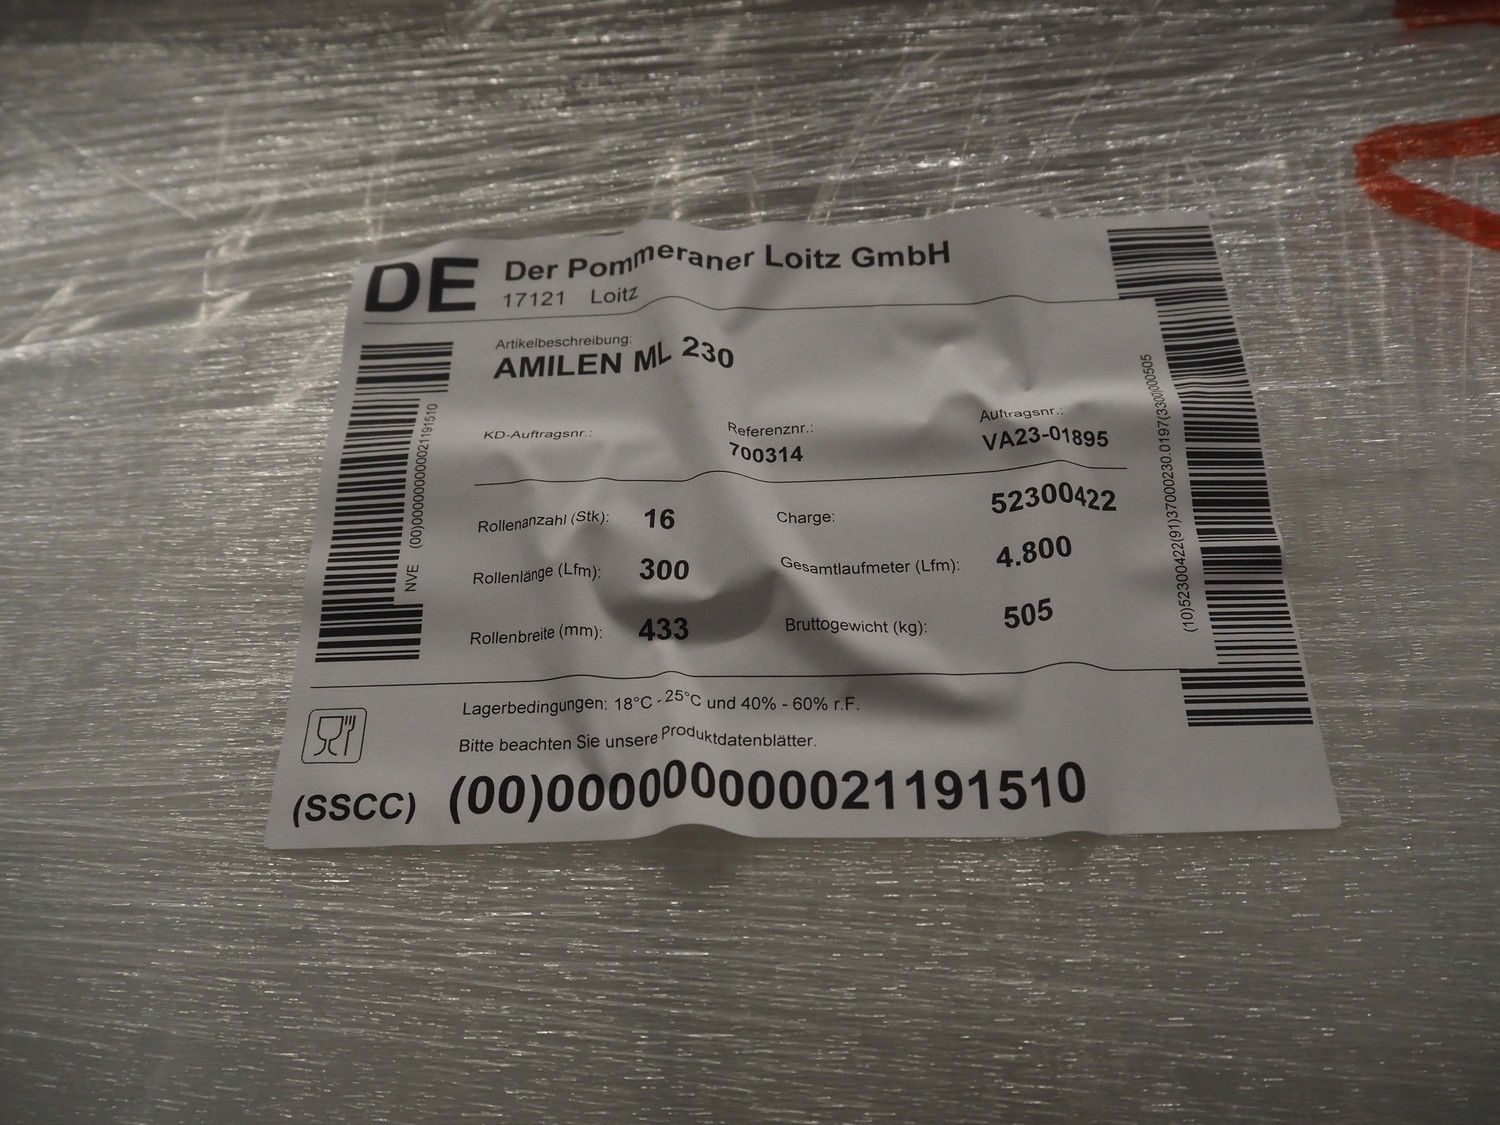 DE
Der Pommeraner Loitz GmbH
17121 Loitz
Artikelbeschreibung:
AMILEN ML 230
KD-Auftragsnr.:
Referenznr.:
700314
Auftragsnr.:
VA23-01895
Rollenanzahl (Stk): 16
Charge: 52300422
Rollenlänge (Lfm): 300
Gesamtlaufmeter (Lfm): 4.800
Rollenbreite (mm): 433
Bruttogewicht (kg): 505
Lagerbedingungen: 18°C - 25°C und 40% - 60% r.F.
Bitte beachten Sie unsere Produktdatenblätter.
(SSCC) (00)000000000021191510
NVE (00)000000000021191510
(10)52300422(91)37000230.0197(3300)000505